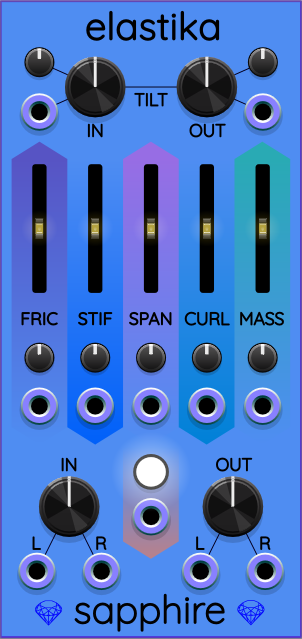 elastika
TILT
IN OUT
FRIC STIF SPAN CURL MASS
IN OUT
L R L R
sapphire